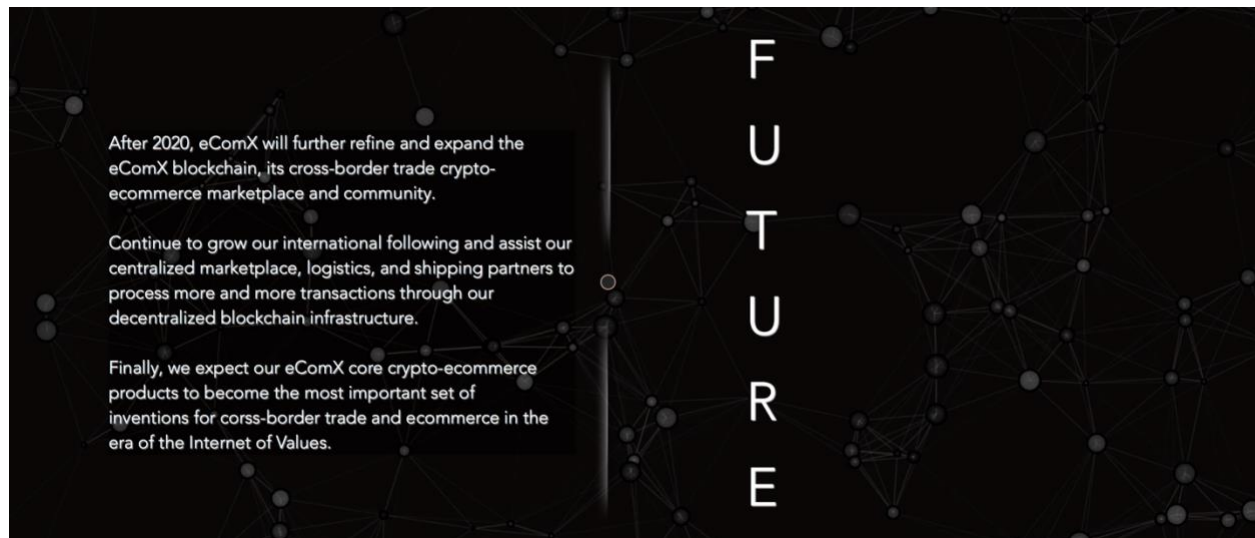 After 2020, eComX will further refine and expand the
eComX blockchain, its cross-border trade crypto-
ecommerce marketplace and community.
Continue to grow our international following and assist our
centralized marketplace, logistics, and shipping partners to
process more and more transactions through our
decentralized blockchain infrastructure.
Finally, we expect our eComX core crypto-ecommerce
products to become the most important set of
inventions for corss-border trade and ecommerce in the
era of the Internet of Values.
F
U
T
U
R
E